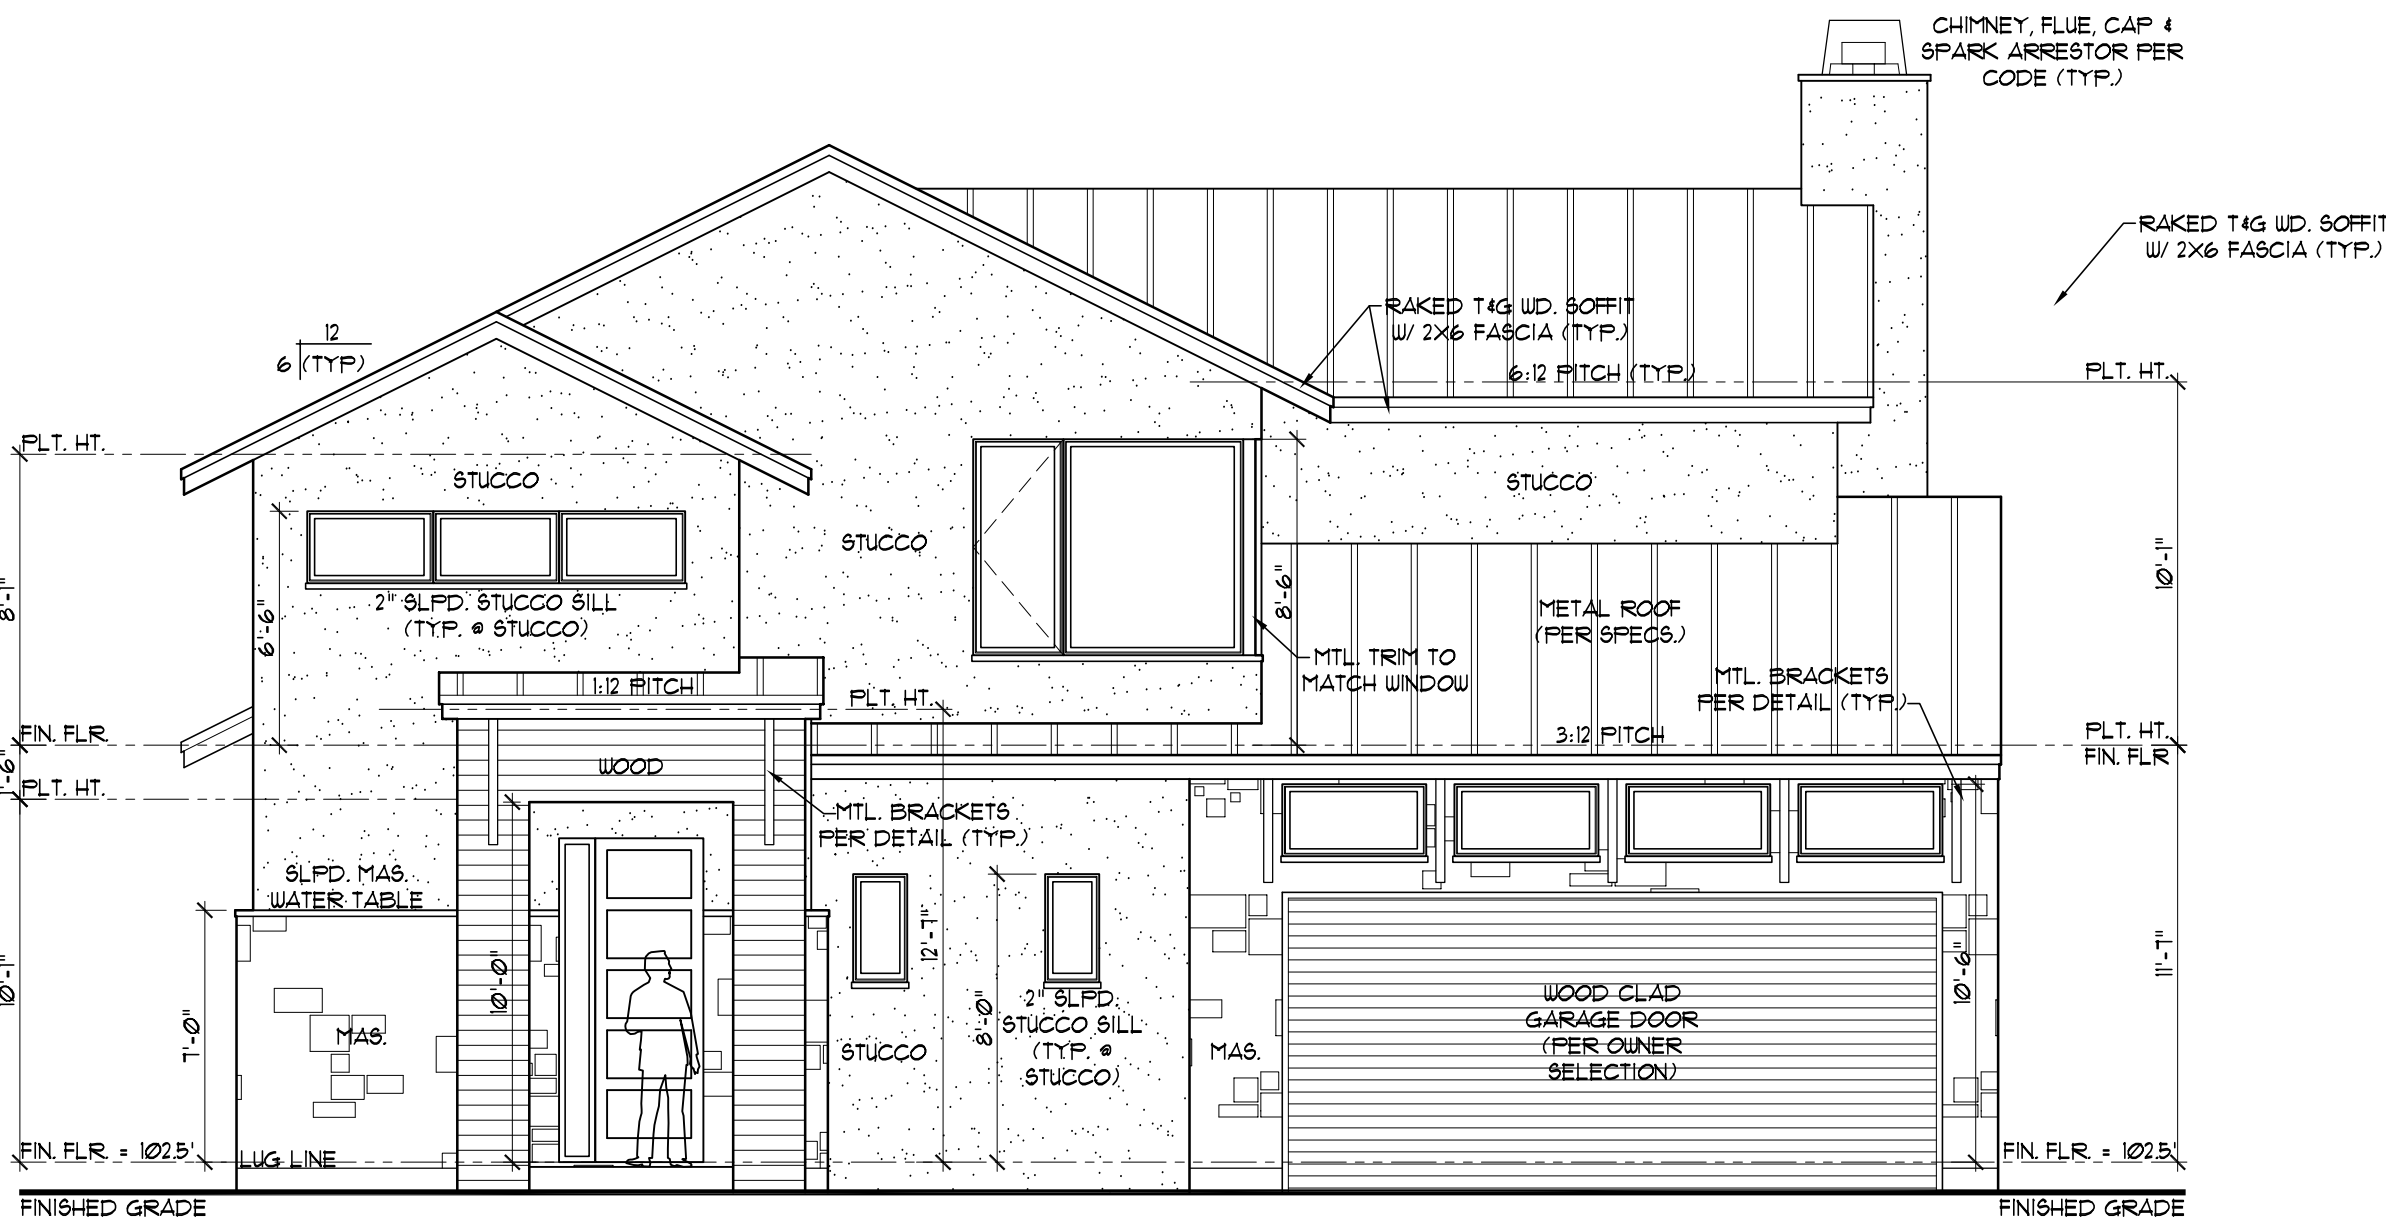 CHIMNEY, FLUE, CAP &
SPARK ARRESTOR PER
CODE (TYP.)
RAKED T&G WD. SOFFIT
W/ 2X6 FASCIA (TYP.)
RAKED T&G WD. SOFFIT
W/ 2X6 FASCIA (TYP.)
12
6 (TYP)
6:12 PITCH (TYP.)
PLT. HT.
PLT. HT.
STUCCO
STUCCO
STUCCO
8'-1"
6'-6"
2" SLPD. STUCCO SILL
(TYP. @ STUCCO)
8'-6"
10'-1"
METAL ROOF
(PER SPECS.)
MTL. TRIM TO
MATCH WINDOW
MTL. BRACKETS
PER DETAIL (TYP.)
1:12 PITCH
PLT. HT.
FIN. FLR.
3:12 PITCH
PLT. HT.
FIN. FLR
WOOD
PLT. HT.
MTL. BRACKETS
PER DETAIL (TYP.)
SLPD. MAS.
WATER TABLE
10'-1"
7'-0"
10'-0"
12'-7"
8'-0"
10'-6"
11'-7"
MAS.
STUCCO
2" SLPD.
STUCCO SILL
(TYP. @
STUCCO)
MAS.
WOOD CLAD
GARAGE DOOR
(PER OWNER
SELECTION)
FIN. FLR. = 102.5'
LUG LINE
FIN. FLR. = 102.5'
FINISHED GRADE
FINISHED GRADE